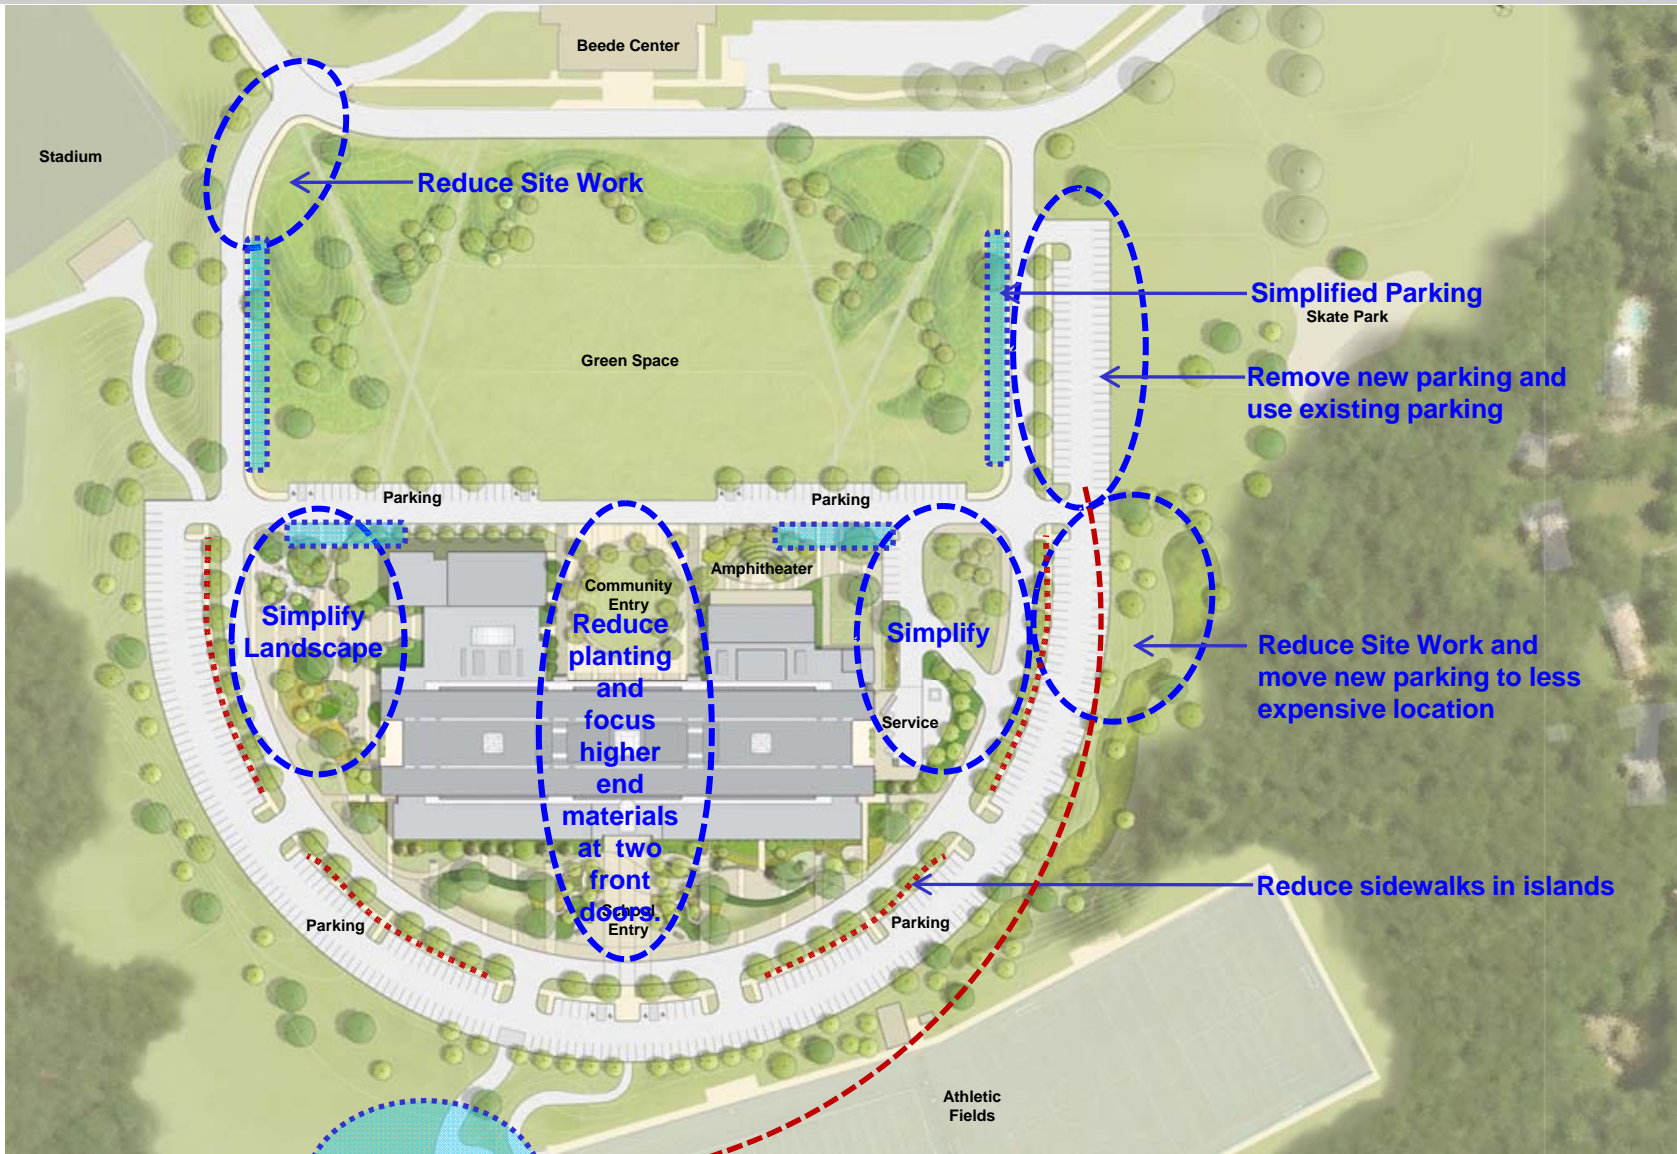 Beede Center
Stadium
Reduce Site Work
Simplified Parking
Skate Park
Green Space
Remove new parking and
use existing parking
Parking
Parking
Amphitheater
Community
Entry
Simplify
Landscape
Reduce
planting
and
focus
higher
end
materials
at two
front
doors.
Simplify
Reduce Site Work and
move new parking to less
expensive location
Service
Reduce sidewalks in islands
School
Entry
Parking
Parking
Athletic
Fields